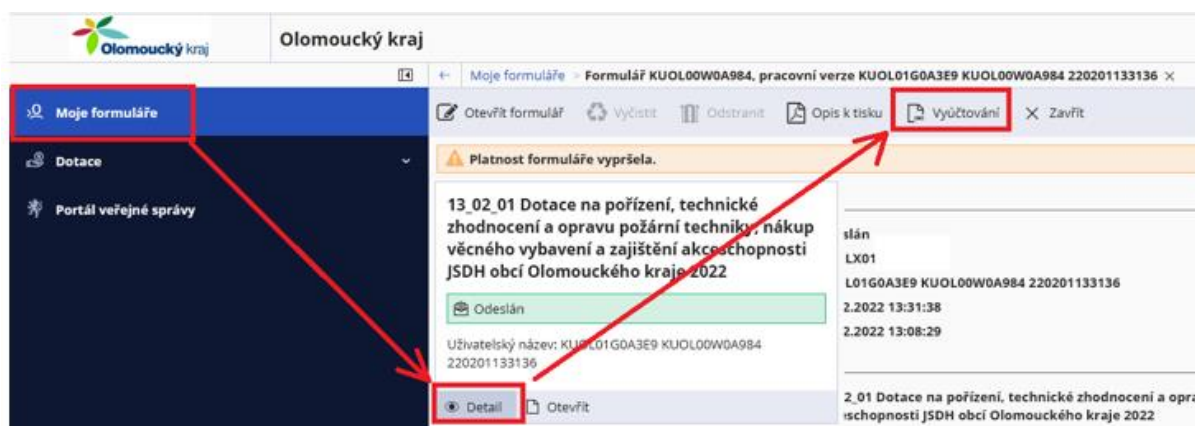 Olomoucký kraj
Olomoucký kraj
← Moje formuláře > Formulář KUOL00W0A984, pracovní verze KUOL01G0A3E9 KUOL00W0A984 220201133136 ×
Moje formuláře
Otevřít formulář Vyčistit Odstranit Opis k tisku Vyúčtování × Zavřít
Dotace
Platnost formuláře vypršela.
Portál veřejné správy
13_02_01 Dotace na pořízení, technické
zhodnocení a opravu požární techniky, nákup
věcného vybavení a zajištění akceschopnosti
JSDH obcí Olomouckého kraje 2022
Odeslán
Uživatelský název: KUOL01G0A3E9 KUOL00W0A984
220201133136
Detail Otevřít
slán
LX01
L01G0A3E9 KUOL00W0A984 220201133136
2.2022 13:31:38
2.2022 13:08:29
2_01 Dotace na pořízení, technické zhodnocení a opra
schopnosti JSDH obcí Olomouckého kraje 2022